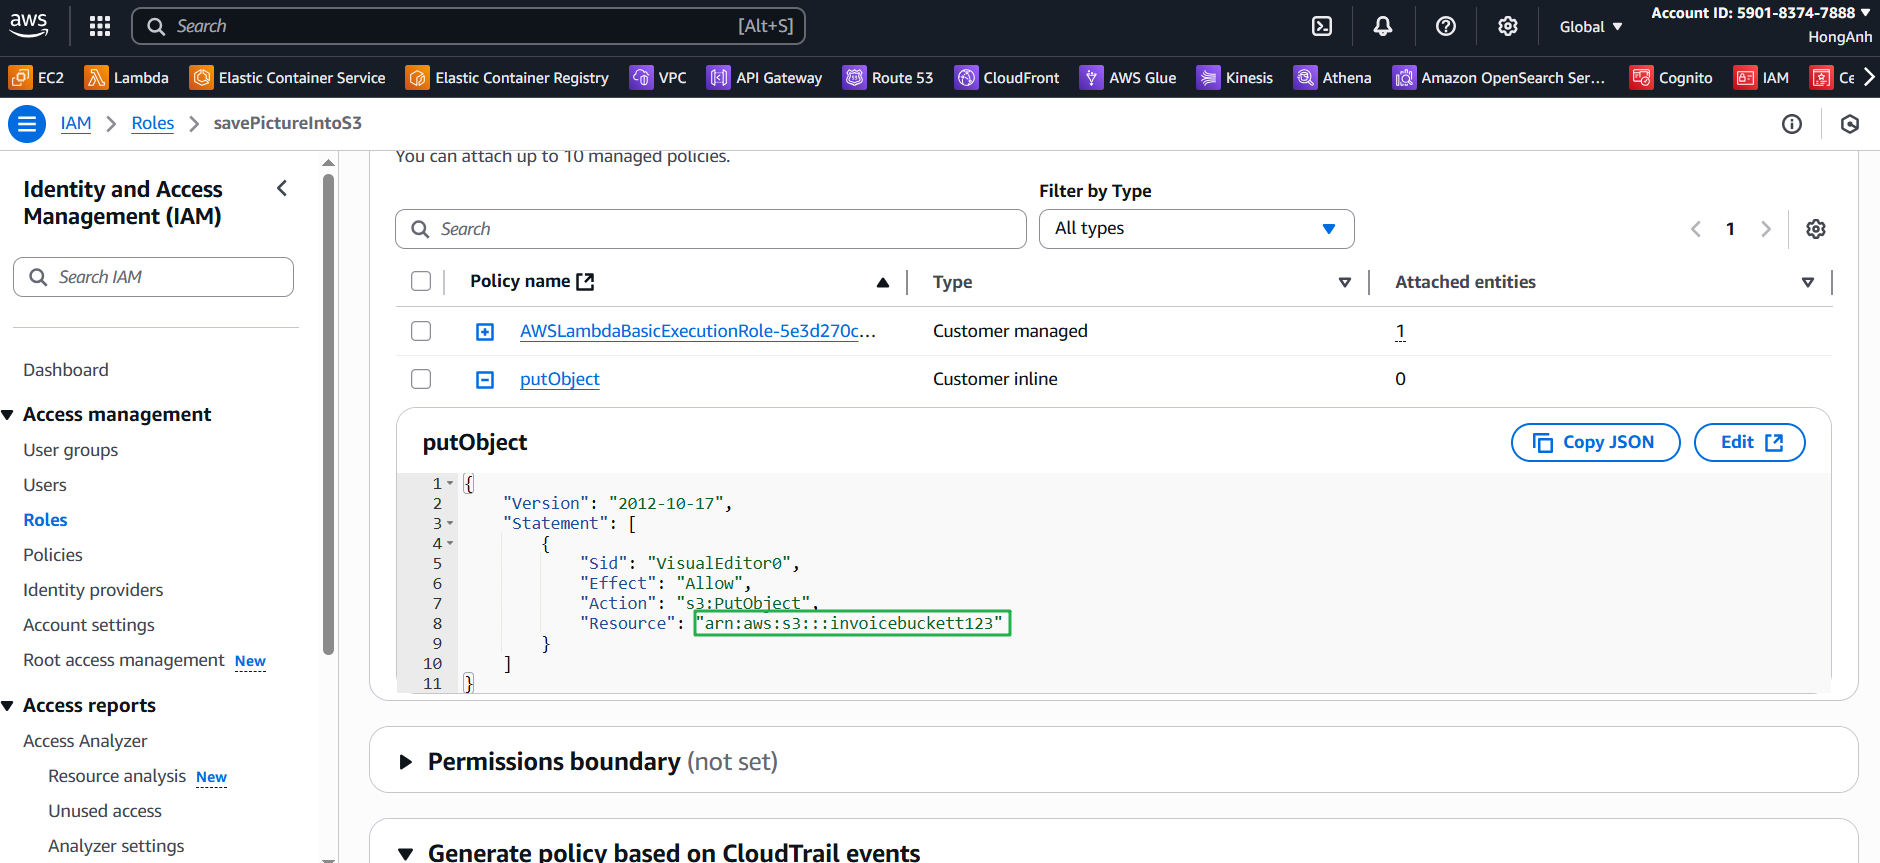 aws
Search [Alt+S]
Global
Account ID: 5901-8374-7888
HongAnh
EC2 Lambda Elastic Container Service Elastic Container Registry VPC API Gateway Route 53 CloudFront AWS Glue Kinesis Athena Amazon OpenSearch Ser... Cognito IAM Ce
IAM Roles savePictureIntoS3
Identity and Access
Management (IAM)
Search IAM
Dashboard
Access management
User groups
Users
Roles
Policies
Identity providers
Account settings
Root access management New
Access reports
Access Analyzer
Resource analysis New
Unused access
Analyzer settings
You can attach up to 10 managed policies.
Filter by Type
Search
All types
1
Policy name Type Attached entities
AWSLambdaBasicExecutionRole-5e3d270c... Customer managed 1
putObject Customer inline 0
putObject
Copy JSON Edit
1 {
2 "Version": "2012-10-17",
3 "Statement": [
4 {
5 "Sid": "VisualEditor0",
6 "Effect": "Allow",
7 "Action": "s3:PutObject",
8 "Resource": "arn:aws:s3:::invoicebuckett123"
9 }
10 ]
11 }
Permissions boundary (not set)
Generate policy based on CloudTrail events